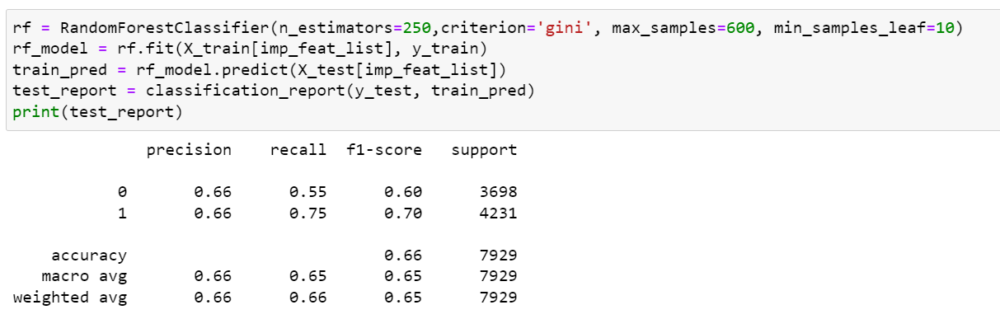 rf = RandomForestClassifier(n_estimators=250,criterion='gini', max_samples=600, min_samples_leaf=10)
rf_model = rf.fit(X_train[imp_feat_list], y_train)
train_pred = rf_model.predict(X_test[imp_feat_list])
test_report = classification_report(y_test, train_pred)
print(test_report)
precision recall f1-score support
0 0.66 0.55 0.60 3698
1 0.66 0.75 0.70 4231
accuracy 0.66 7929
macro avg 0.66 0.65 0.65 7929
weighted avg 0.66 0.66 0.65 7929